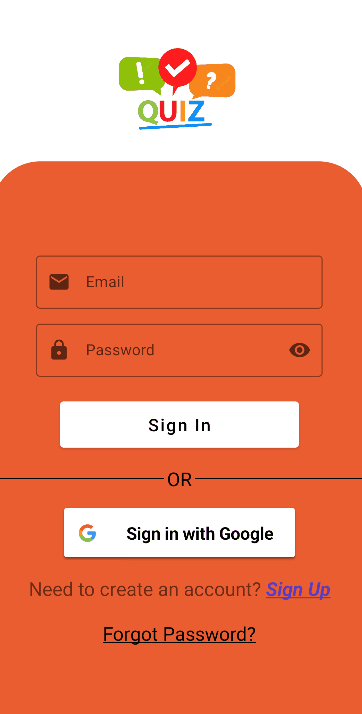 ! ?
QUIZ
Email
Password
Sign In
OR
Sign in with Google
Need to create an account? Sign Up
Forgot Password?